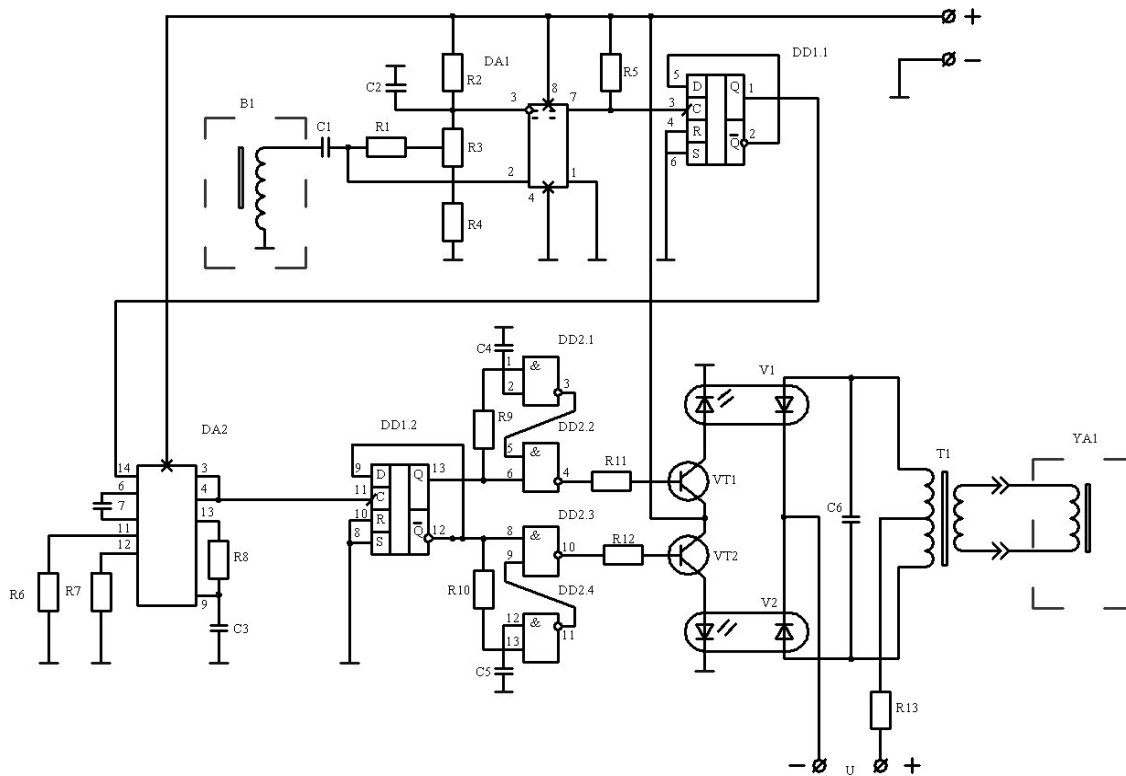 +
DA1
R2
R5
DD1.1
-
C2
8
5
D
Q
1
3
7
3
C
B1
C1
R1
R3
4
R
Q
2
6
S
2
4
1
R4
DD2.1
C4
1
&
2
3
V1
R9
DD2.2
DA2
DD1.2
5
T1
YA1
14
3
9
D
Q
13
6
4
R11
VT1
6
4
11
C
7
13
10
R
DD2.3
C6
11
8
S
Q
12
8
12
9
10
R12
VT2
R8
R6
R7
R10
DD2.4
V2
9
12
&
11
C3
13
C5
R13
-
U
+